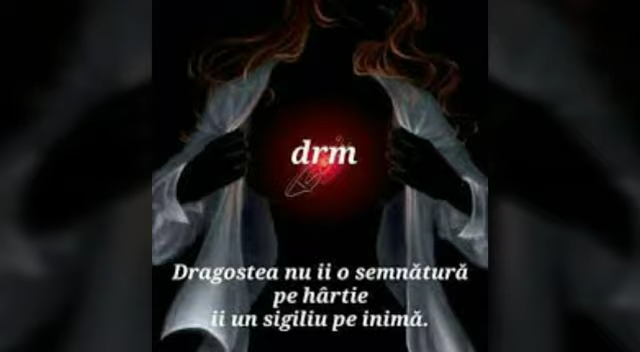 drm
Dragostea nu ii o semnătură
pe hârtie
ii un sigiliu pe inimă.